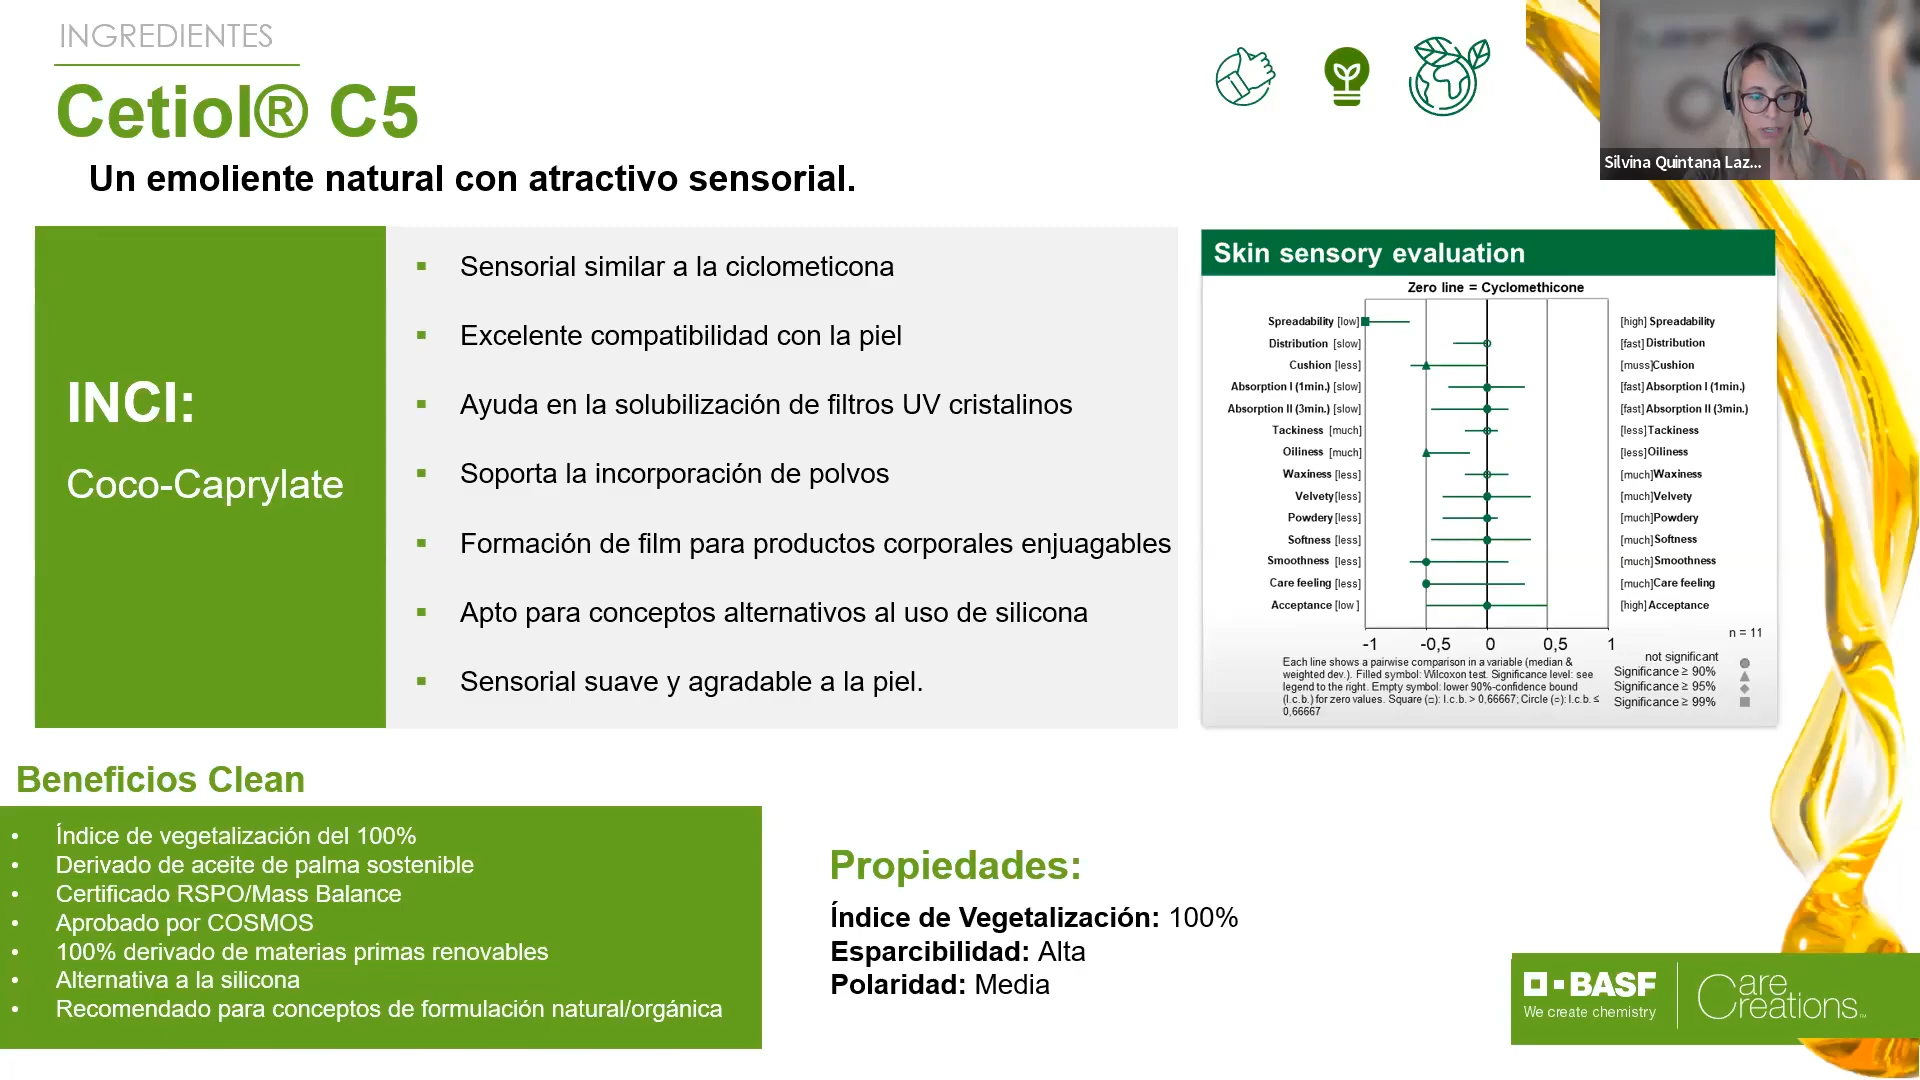 INGREDIENTES
Cetiol® C5
Un emoliente natural con atractivo sensorial.
Silvina Quintana Laz...
INCI:
Coco-Caprylate
▪ Sensorial similar a la ciclometicona
▪ Excelente compatibilidad con la piel
▪ Ayuda en la solubilización de filtros UV cristalinos
▪ Soporta la incorporación de polvos
▪ Formación de film para productos corporales enjuagables
▪ Apto para conceptos alternativos al uso de silicona
▪ Sensorial suave y agradable a la piel.
Skin sensory evaluation
Zero line = Cyclomethicone
Spreadability [low] [high] Spreadability
Distribution [slow] [fast] Distribution
Cushion [less] [muss] Cushion
Absorption I (1min.) [slow] [fast] Absorption I (1min.)
Absorption II (3min.) [slow] [fast] Absorption II (3min.)
Tackiness [much] [less] Tackiness
Oiliness [much] [less] Oiliness
Waxiness [less] [much] Waxiness
Velvety [less] [much] Velvety
Powdery [less] [much] Powdery
Softness [less] [much] Softness
Smoothness [less] [much] Smoothness
Care feeling [less] [much] Care feeling
Acceptance [low ] [high] Acceptance
-1 -0,5 0 0,5 1
n = 11
Each line shows a pairwise comparison in a variable (median &
weighted dev.). Filled symbol: Wilcoxon test. Significance level: see
legend to the right. Empty symbol: lower 90%-confidence bound
(l.c.b.) for zero values. Square (□): l.c.b. > 0,66667; Circle (○): l.c.b. ≤
0,66667
not significant
Significance ≥ 90%
Significance ≥ 95%
Significance ≥ 99%
Beneficios Clean
• Índice de vegetalización del 100%
• Derivado de aceite de palma sostenible
• Certificado RSPO/Mass Balance
• Aprobado por COSMOS
• 100% derivado de materias primas renovables
• Alternativa a la silicona
• Recomendado para conceptos de formulación natural/orgánica
Propiedades:
Índice de Vegetalización: 100%
Esparcibilidad: Alta
Polaridad: Media
BASF
We create chemistry
Care
Creations™